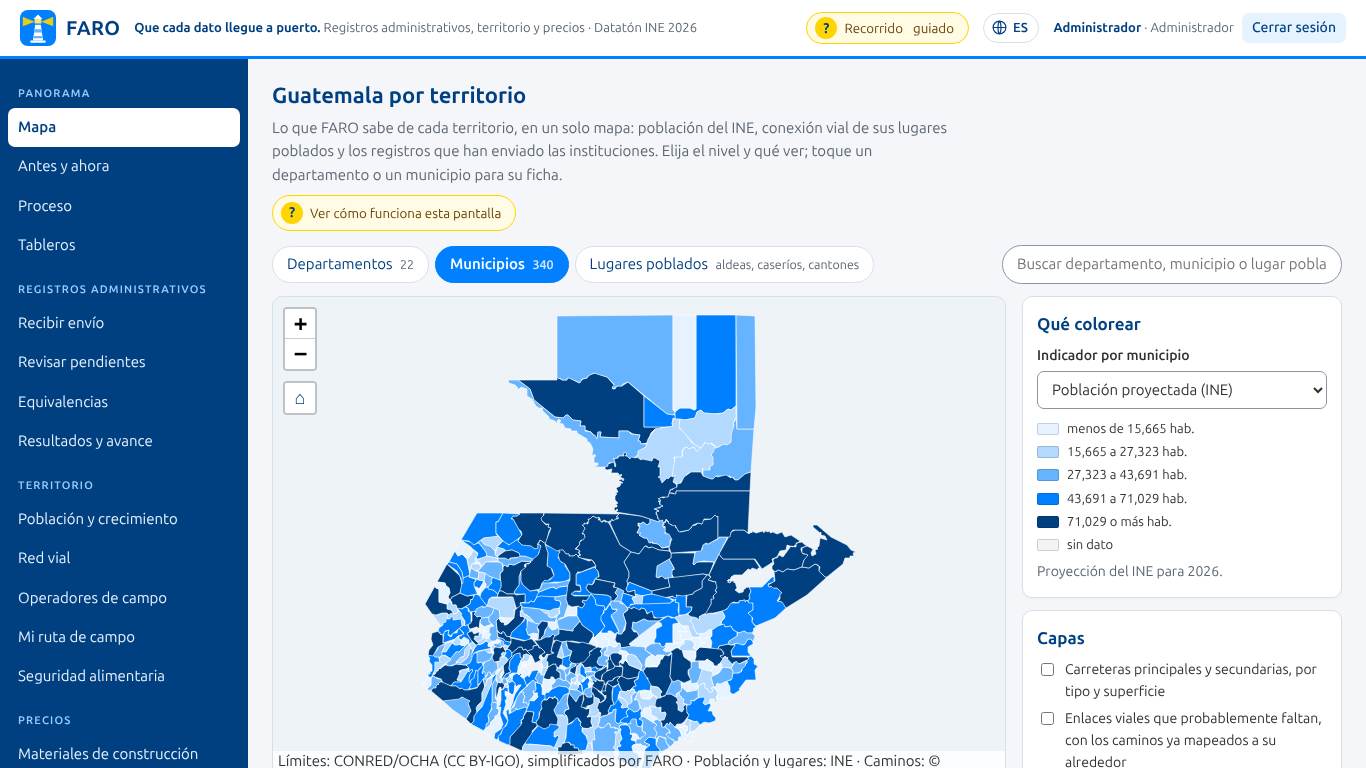 FARO
Que cada dato llegue a puerto. Registros administrativos, territorio y precios · Datatón INE 2026
? Recorrido guiado
ES
Administrador · Administrador
Cerrar sesión
PANORAMA
Mapa
Antes y ahora
Proceso
Tableros
REGISTROS ADMINISTRATIVOS
Recibir envío
Revisar pendientes
Equivalencias
Resultados y avance
TERRITORIO
Población y crecimiento
Red vial
Operadores de campo
Mi ruta de campo
Seguridad alimentaria
PRECIOS
Materiales de construcción
Guatemala por territorio
Lo que FARO sabe de cada territorio, en un solo mapa: población del INE, conexión vial de sus lugares
poblados y los registros que han enviado las instituciones. Elija el nivel y qué ver; toque un
departamento o un municipio para su ficha.
? Ver cómo funciona esta pantalla
Departamentos 22
Municipios 340
Lugares poblados aldeas, caseríos, cantones
Buscar departamento, municipio o lugar pobla
+
−
⌂
Límites: CONRED/OCHA (CC BY-IGO), simplificados por FARO · Población y lugares: INE · Caminos: ©
Qué colorear
Indicador por municipio
Población proyectada (INE)
menos de 15,665 hab.
15,665 a 27,323 hab.
27,323 a 43,691 hab.
43,691 a 71,029 hab.
71,029 o más hab.
sin dato
Proyección del INE para 2026.
Capas
Carreteras principales y secundarias, por
tipo y superficie
Enlaces viales que probablemente faltan,
con los caminos ya mapeados a su
alrededor